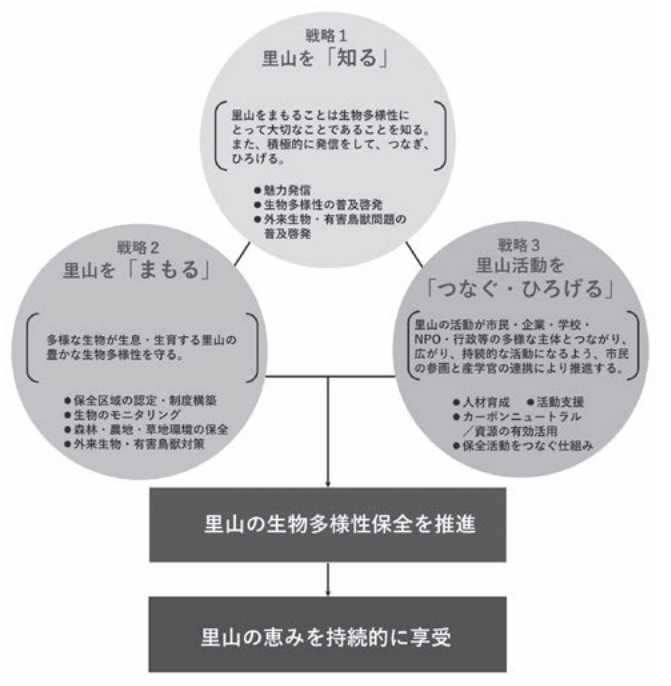 戦略1
里山を「知る」
里山をまもることは生物多様性に
とって大切なことであることを知る。
また、積極的に発信をして、つなぎ、
ひろげる。
●魅力発信
●生物多様性の普及啓発
●外来生物・有害鳥獣問題の
普及啓発
戦略2
里山を「まもる」
多様な生物が生息・生育する里山の
豊かな生物多様性を守る。
●保全区域の認定・制度構築
●生物のモニタリング
●森林・農地・草地環境の保全
●外来生物・有害鳥獣対策
戦略3
里山活動を
「つなぐ・ひろげる」
里山の活動が市民・企業・学校・
NPO・行政等の多様な主体とつながり、
広がり、持続的な活動になるよう、市民
の参画と産学官の連携により推進する。
●人材育成 ●活動支援
●カーボンニュートラル
／資源の有効活用
●保全活動をつなぐ仕組み
里山の生物多様性保全を推進
里山の恵みを持続的に享受